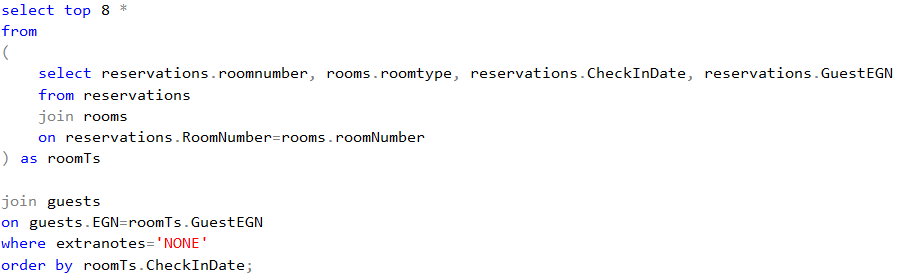 select top 8 *
from
(
select reservations.roomnumber, rooms.roomtype, reservations.CheckInDate, reservations.GuestEGN
from reservations
join rooms
on reservations.RoomNumber=rooms.roomNumber
) as roomTs
join guests
on guests.EGN=roomTs.GuestEGN
where extranotes='NONE'
order by roomTs.CheckInDate;